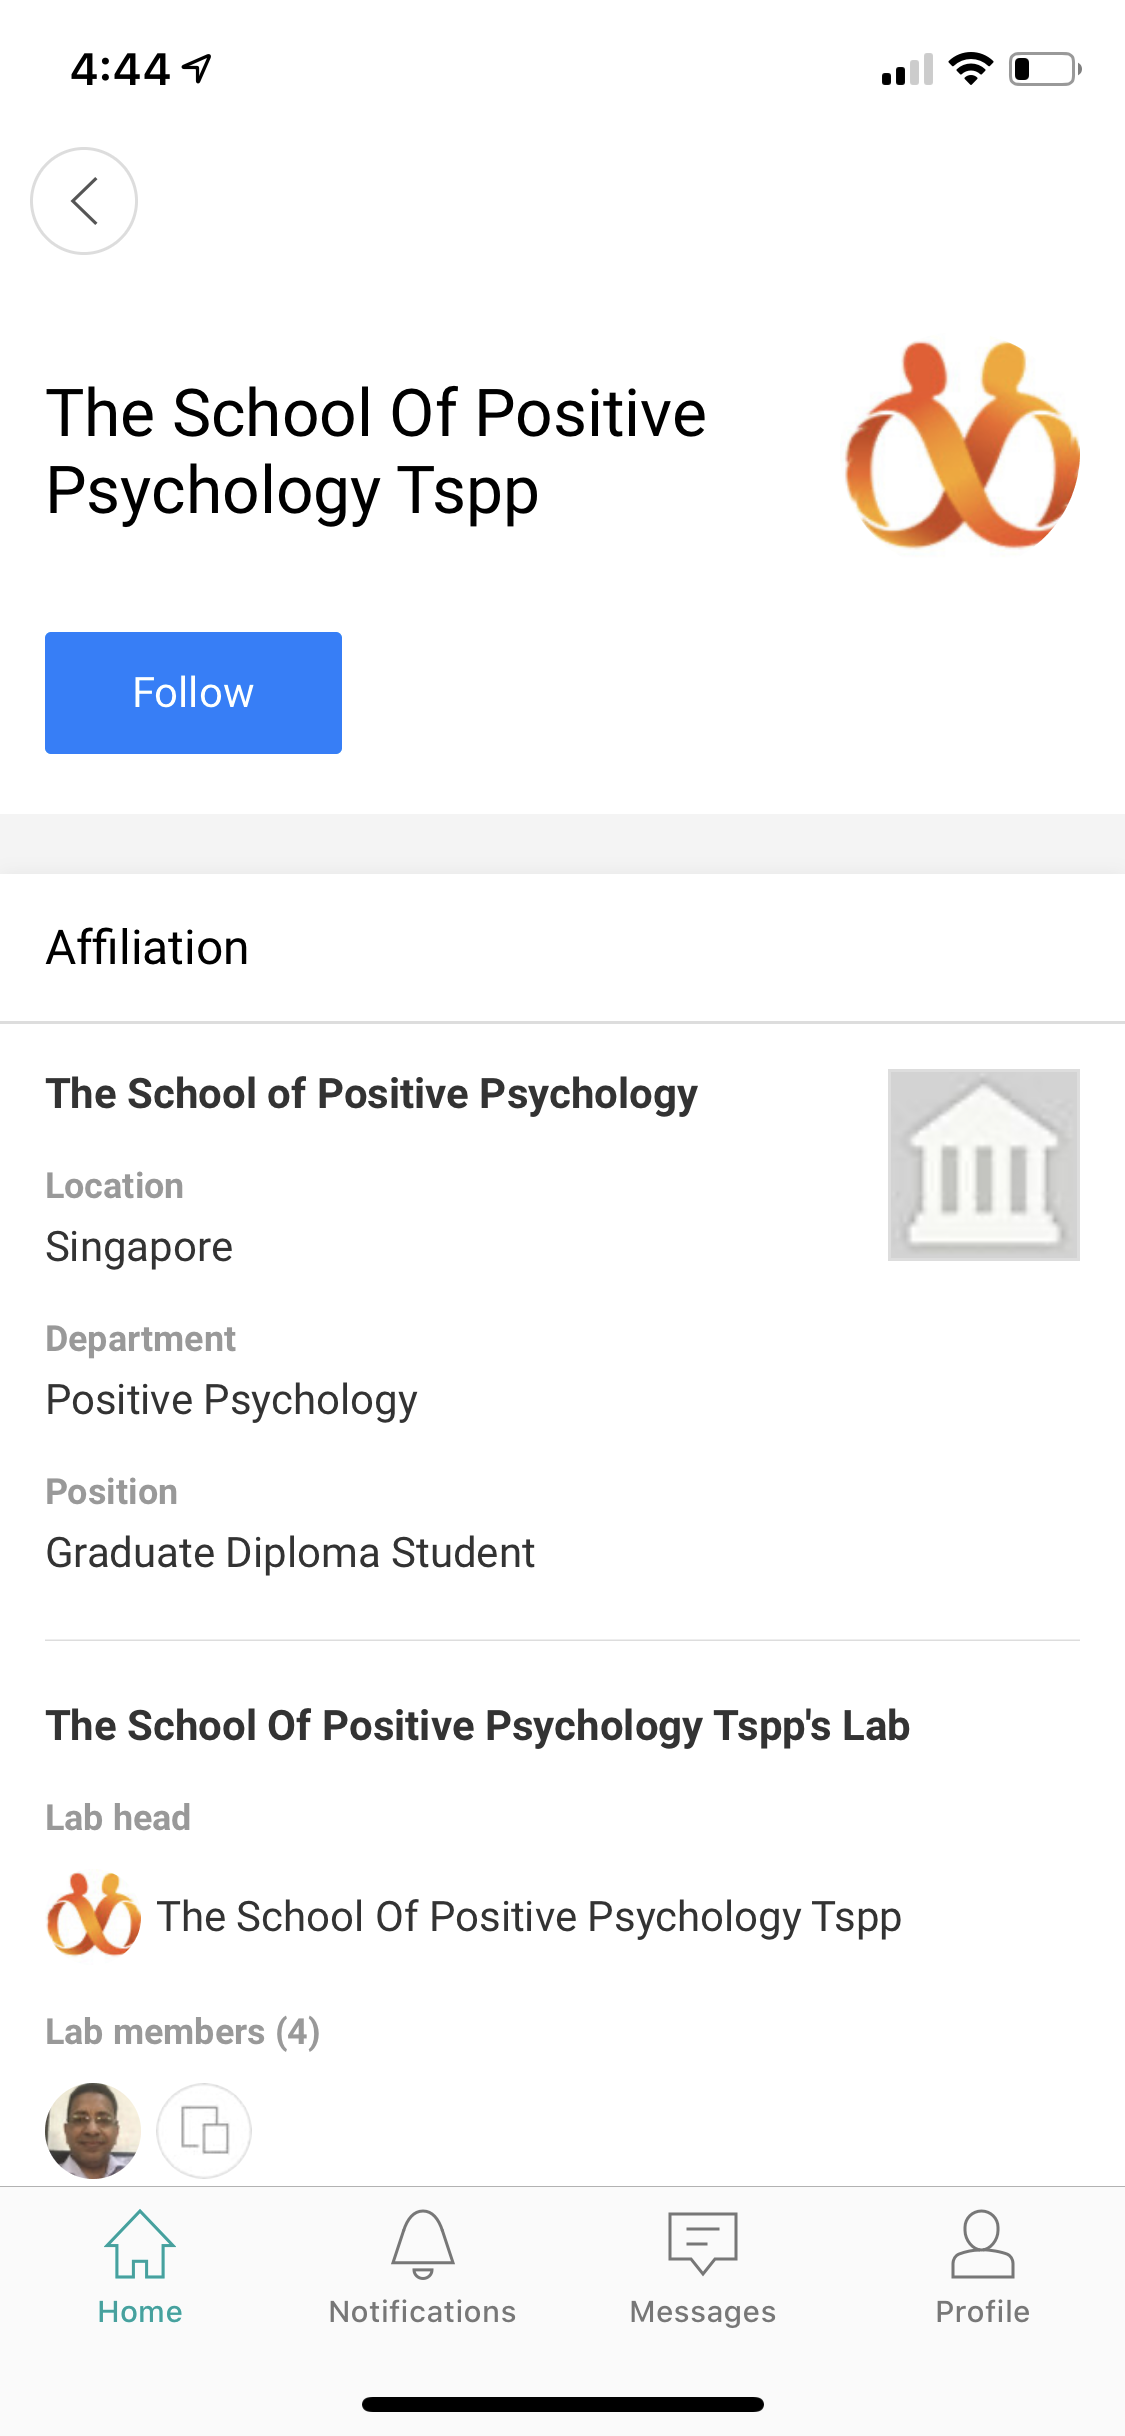 4:44
The School Of Positive
Psychology Tspp
Follow
Affiliation
The School of Positive Psychology
Location
Singapore
Department
Positive Psychology
Position
Graduate Diploma Student
The School Of Positive Psychology Tspp's Lab
Lab head
The School Of Positive Psychology Tspp
Lab members (4)
Home Notifications Messages Profile